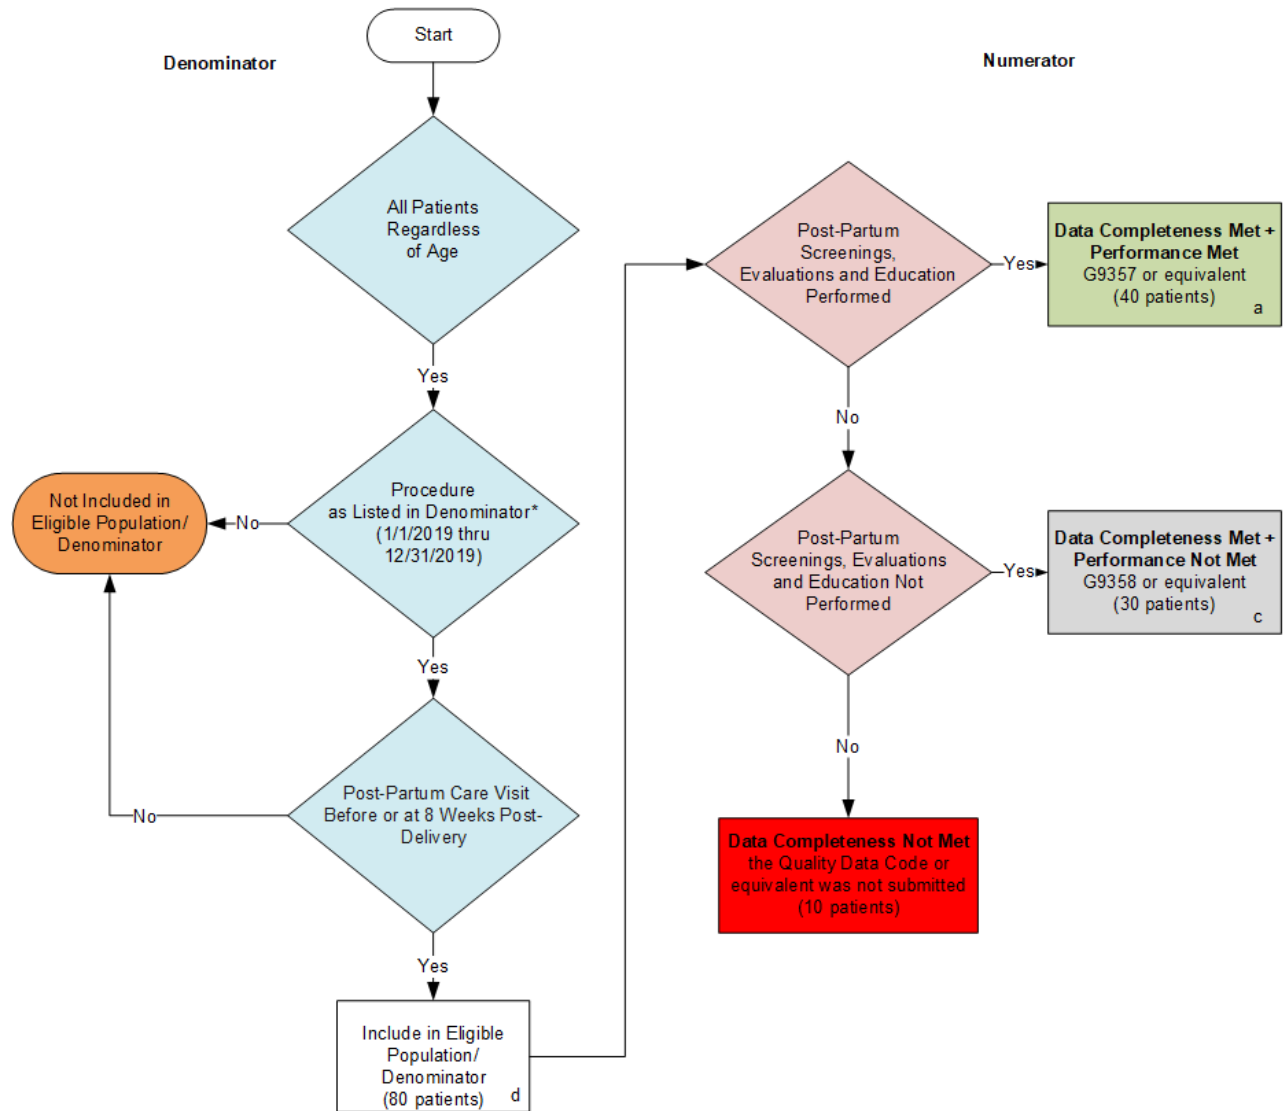 Start
Denominator
Numerator
All Patients
Regardless
of Age
Yes
Procedure
as Listed in Denominator*
(1/1/2019 thru
12/31/2019)
No
Not Included in
Eligible Population/
Denominator
Yes
Post-Partum Care Visit
Before or at 8 Weeks Post-
Delivery
No
Yes
Include in Eligible
Population/
Denominator
(80 patients)
d
Post-Partum
Screenings,
Evaluations and Education
Performed
Yes
Data Completeness Met +
Performance Met
G9357 or equivalent
(40 patients)
a
No
Post-Partum
Screenings, Evaluations
and Education Not
Performed
Yes
Data Completeness Met +
Performance Not Met
G9358 or equivalent
(30 patients)
c
No
Data Completeness Not Met
the Quality Data Code or
equivalent was not submitted
(10 patients)